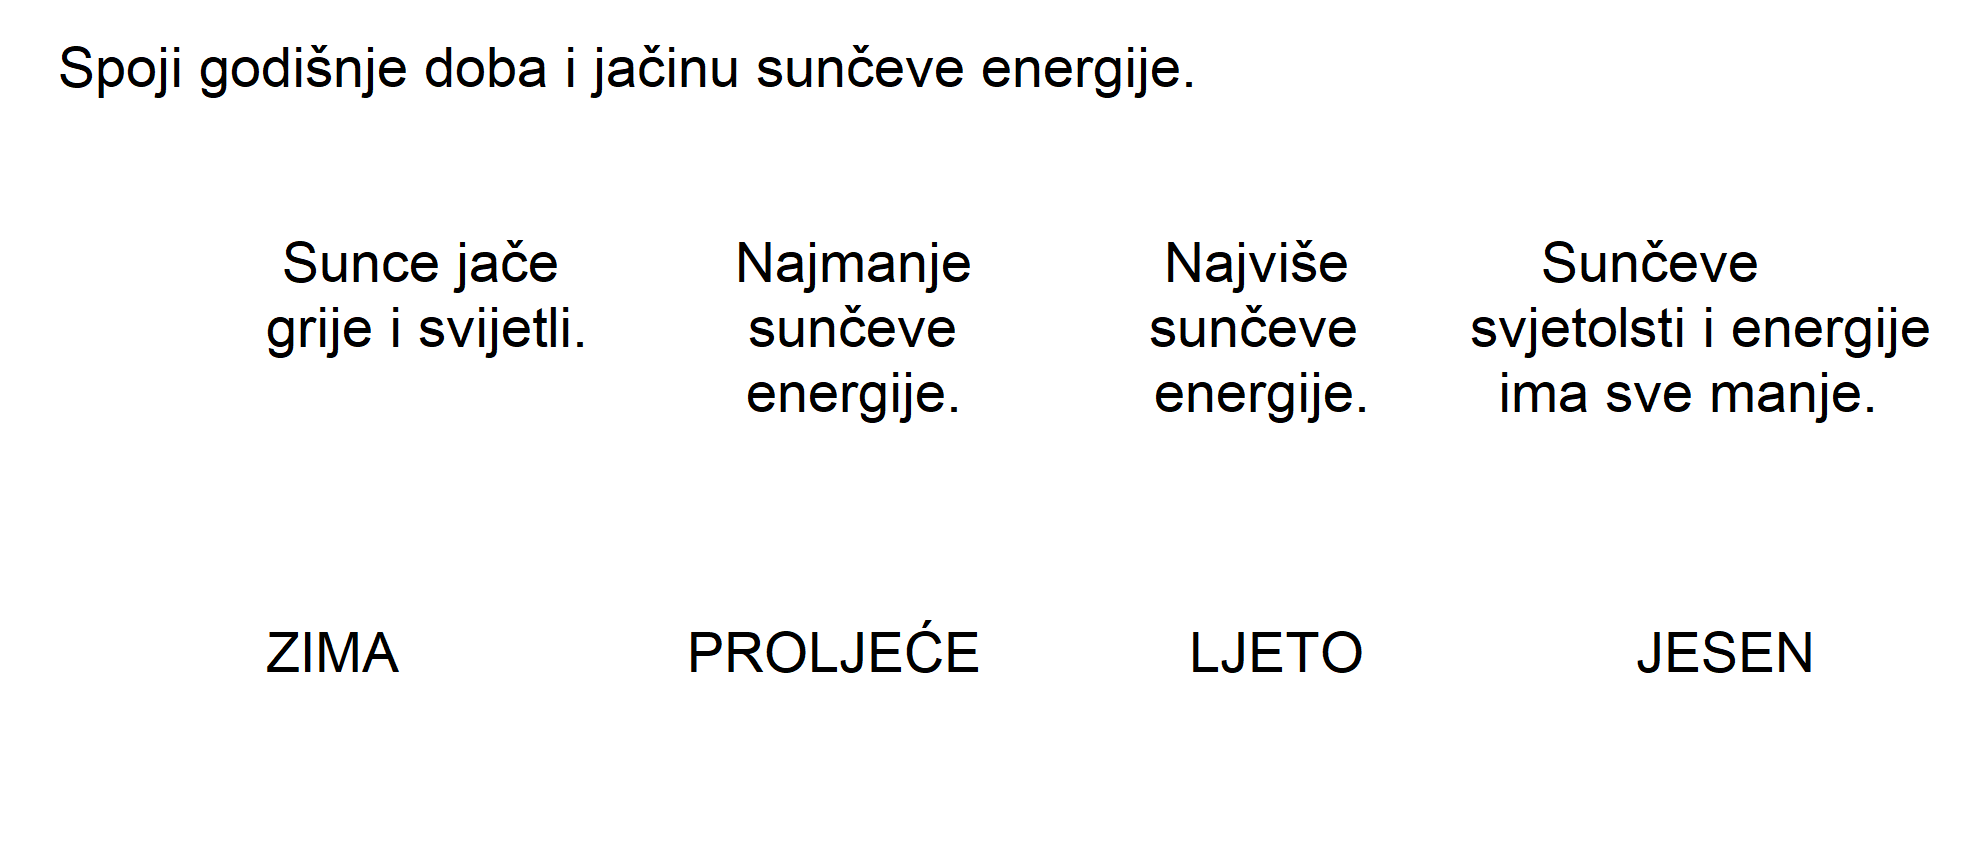 Spoji godišnje doba i jačinu sunčeve energije.
Sunce jače
grije i svijetli.
Najmanje
sunčeve
energije.
Najviše
sunčeve
energije.
Sunčeve
svjetolsti i energije
ima sve manje.
ZIMA
PROLJEĆE
LJETO
JESEN